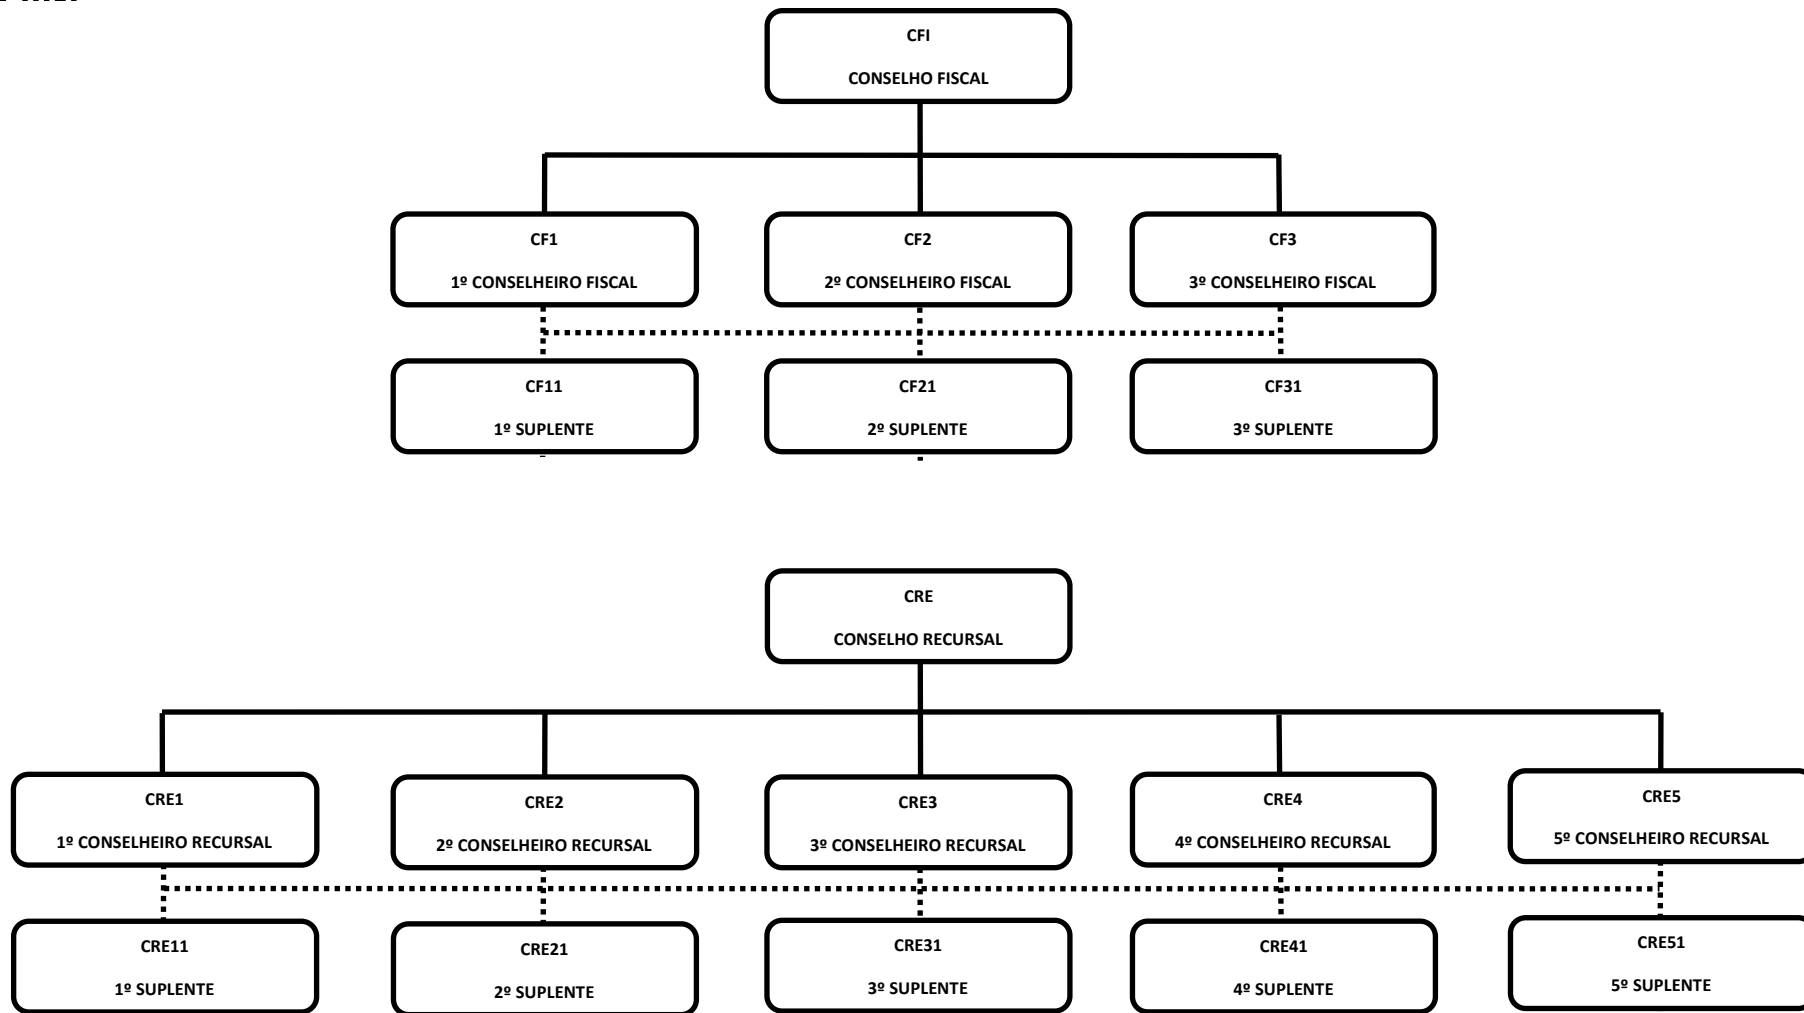 CFI
CONSELHO FISCAL
CF1
1º CONSELHEIRO FISCAL
CF2
2º CONSELHEIRO FISCAL
CF3
3º CONSELHEIRO FISCAL
CF11
1º SUPLENTE
CF21
2º SUPLENTE
CF31
3º SUPLENTE
CRE
CONSELHO RECURSAL
CRE1
1º CONSELHEIRO RECURSAL
CRE2
2º CONSELHEIRO RECURSAL
CRE3
3º CONSELHEIRO RECURSAL
CRE4
4º CONSELHEIRO RECURSAL
CRE5
5º CONSELHEIRO RECURSAL
CRE11
1º SUPLENTE
CRE21
2º SUPLENTE
CRE31
3º SUPLENTE
CRE41
4º SUPLENTE
CRE51
5º SUPLENTE